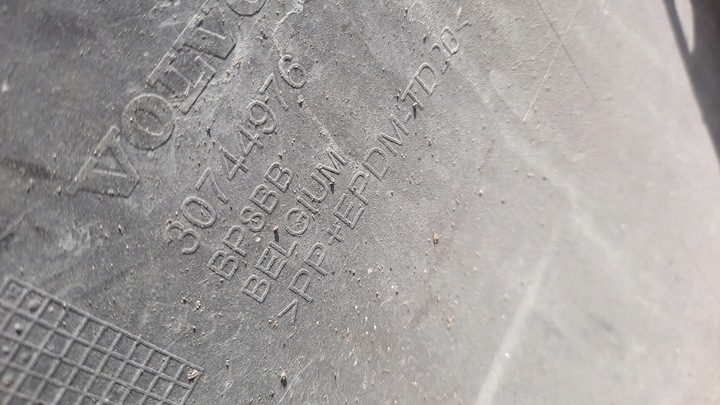 VOLVO
30744976
BPSBB
BELGIUM
>PP+EPDM-TD20<